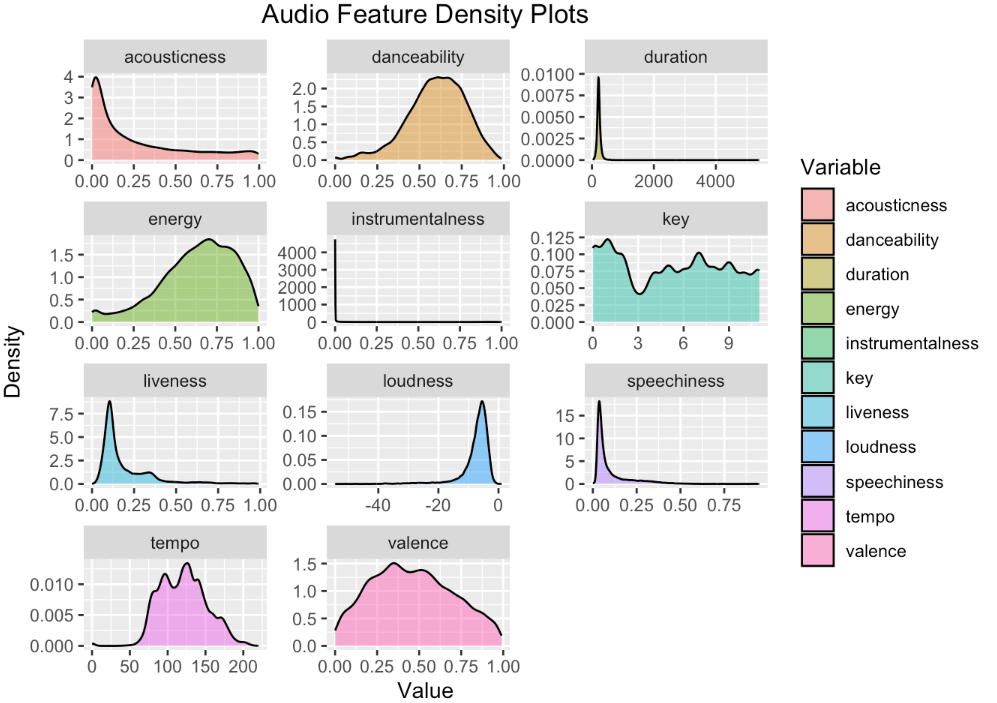 Audio Feature Density Plots
acousticness
danceability
duration
4
3
2
1
0
0.00 0.25 0.50 0.75 1.00
2.0
1.5
1.0
0.5
0.0
0.00 0.25 0.50 0.75 1.00
0.0100
0.0075
0.0050
0.0025
0.0000
0 2000 4000
energy
instrumentalness
key
1.5
1.0
0.5
0.0
0.00 0.25 0.50 0.75 1.00
4000
3000
2000
1000
0
0.00 0.25 0.50 0.75 1.00
0.125
0.100
0.075
0.050
0.025
0.000
0 3 6 9
liveness
loudness
speechiness
7.5
5.0
2.5
0.0
0.00 0.25 0.50 0.75 1.00
0.15
0.10
0.05
0.00
-40 -20 0
15
10
5
0
0.00 0.25 0.50 0.75
tempo
valence
0.010
0.005
0.000
0 50 100 150 200
1.5
1.0
0.5
0.0
0.00 0.25 0.50 0.75 1.00
Density
Value
Variable
acousticness
danceability
duration
energy
instrumentalness
key
liveness
loudness
speechiness
tempo
valence